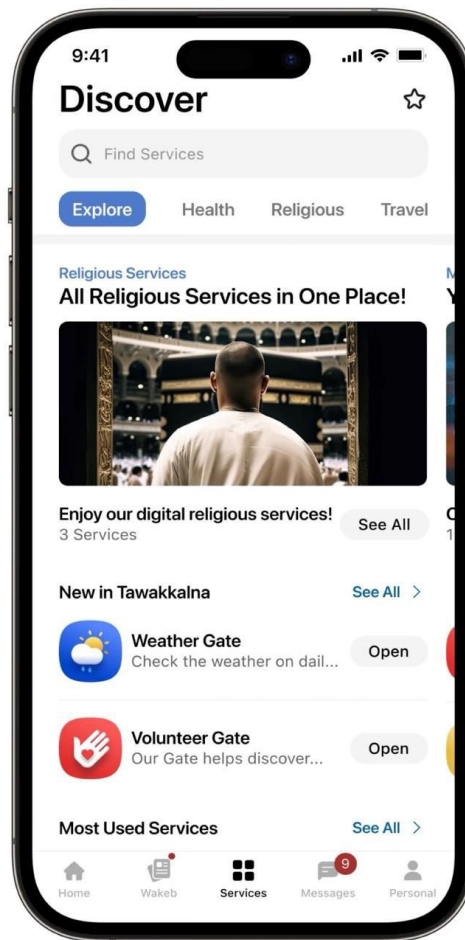 9:41
Discover
Find Services
Explore Health Religious Travel
Religious Services
All Religious Services in One Place!
Enjoy our digital religious services!
3 Services
See All
New in Tawakkalna
See All >
Weather Gate
Check the weather on dail...
Open
Volunteer Gate
Our Gate helps discover...
Open
Most Used Services
See All >
9
Home Wakeb Services Messages Personal